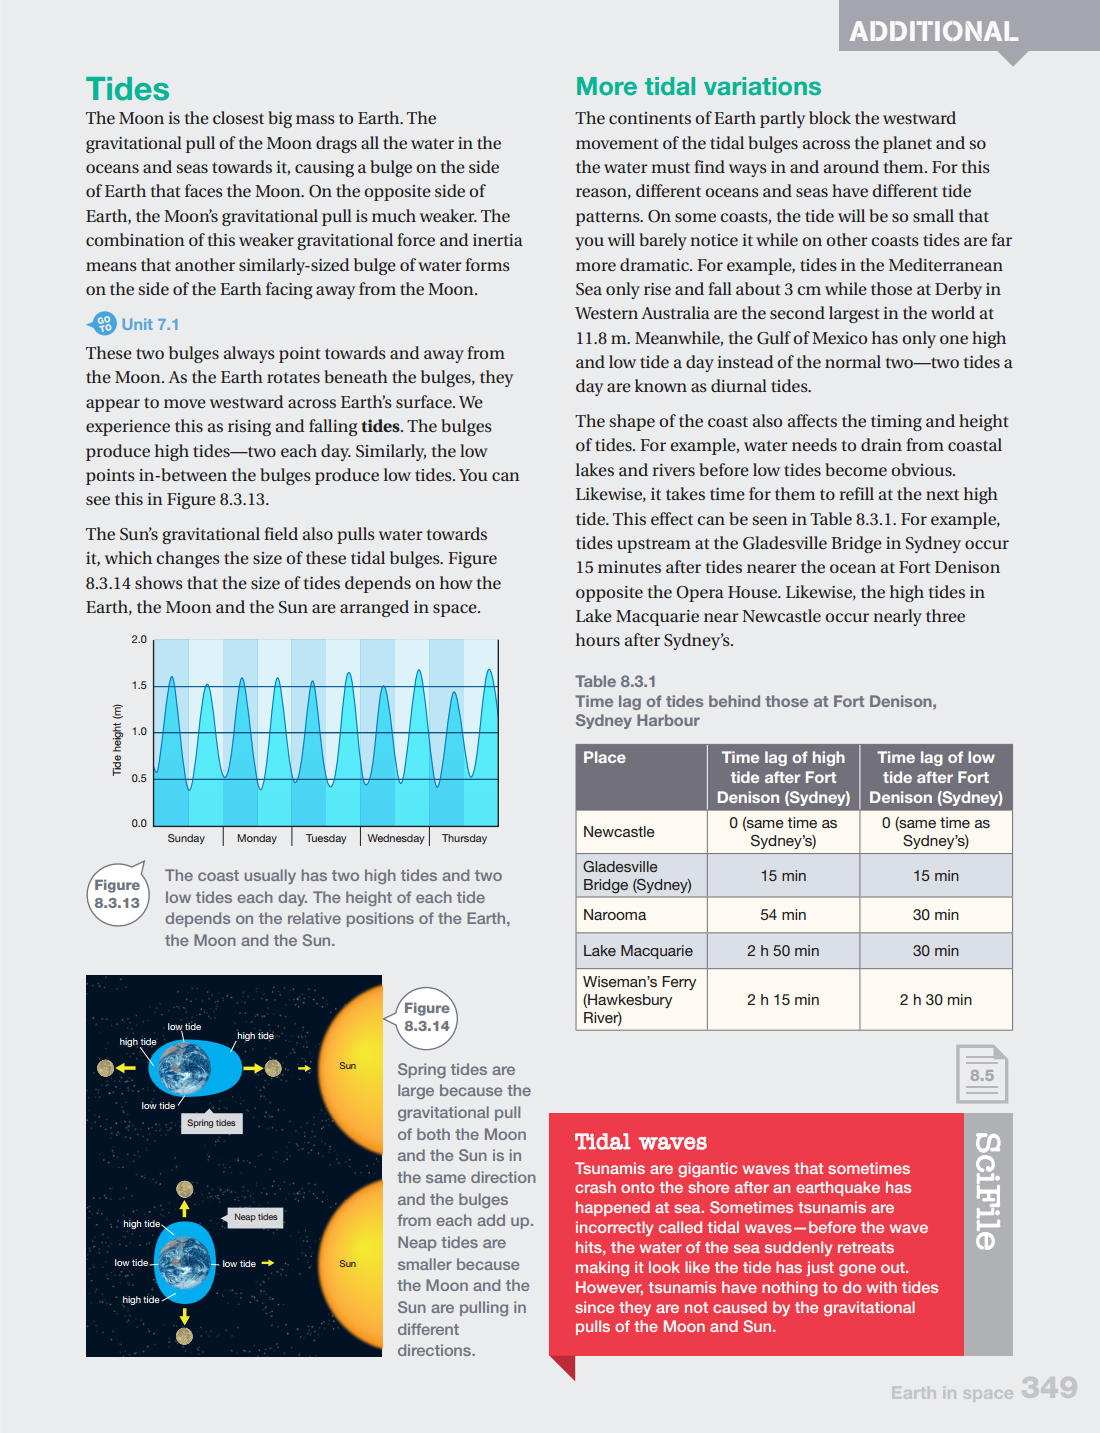 ADDITIONAL
Tides
The Moon is the closest big mass to Earth. The
gravitational pull of the Moon drags all the water in the
oceans and seas towards it, causing a bulge on the side
of Earth that faces the Moon. On the opposite side of
Earth, the Moon's gravitational pull is much weaker. The
combination of this weaker gravitational force and inertia
means that another similarly-sized bulge of water forms
on the side of the Earth facing away from the Moon.
GO TO Unit 7.1
These two bulges always point towards and away from
the Moon. As the Earth rotates beneath the bulges, they
appear to move westward across Earth's surface. We
experience this as rising and falling tides. The bulges
produce high tides—two each day. Similarly, the low
points in-between the bulges produce low tides. You can
see this in Figure 8.3.13.
The Sun's gravitational field also pulls water towards
it, which changes the size of these tidal bulges. Figure
8.3.14 shows that the size of tides depends on how the
Earth, the Moon and the Sun are arranged in space.
2.0
1.5
1.0
0.5
0.0
Tide height (m)
Sunday Monday Tuesday Wednesday Thursday
Figure
8.3.13
The coast usually has two high tides and two
low tides each day. The height of each tide
depends on the relative positions of the Earth,
the Moon and the Sun.
low tide
high tide
high tide
Sun
low tide
Spring tides
Neap tides
high tide
low tide
low tide
Sun
high tide
Figure
8.3.14
Spring tides are
large because the
gravitational pull
of both the Moon
and the Sun is in
the same direction
and the bulges
from each add up.
Neap tides are
smaller because
the Moon and the
Sun are pulling in
different
directions.
More tidal variations
The continents of Earth partly block the westward
movement of the tidal bulges across the planet and so
the water must find ways in and around them. For this
reason, different oceans and seas have different tide
patterns. On some coasts, the tide will be so small that
you will barely notice it while on other coasts tides are far
more dramatic. For example, tides in the Mediterranean
Sea only rise and fall about 3 cm while those at Derby in
Western Australia are the second largest in the world at
11.8 m. Meanwhile, the Gulf of Mexico has only one high
and low tide a day instead of the normal two—two tides a
day are known as diurnal tides.
The shape of the coast also affects the timing and height
of tides. For example, water needs to drain from coastal
lakes and rivers before low tides become obvious.
Likewise, it takes time for them to refill at the next high
tide. This effect can be seen in Table 8.3.1. For example,
tides upstream at the Gladesville Bridge in Sydney occur
15 minutes after tides nearer the ocean at Fort Denison
opposite the Opera House. Likewise, the high tides in
Lake Macquarie near Newcastle occur nearly three
hours after Sydney's.
Table 8.3.1
Time lag of tides behind those at Fort Denison,
Sydney Harbour
Place
Time lag of high
tide after Fort
Denison (Sydney)
Time lag of low
tide after Fort
Denison (Sydney)
Newcastle
0 (same time as
Sydney's)
0 (same time as
Sydney's)
Gladesville
Bridge (Sydney)
15 min
15 min
Narooma
54 min
30 min
Lake Macquarie
2 h 50 min
30 min
Wiseman's Ferry
(Hawkesbury
River)
2 h 15 min
2 h 30 min
8.5
Tidal waves
Tsunamis are gigantic waves that sometimes
crash onto the shore after an earthquake has
happened at sea. Sometimes tsunamis are
incorrectly called tidal waves—before the wave
hits, the water of the sea suddenly retreats
making it look like the tide has just gone out.
However, tsunamis have nothing to do with tides
since they are not caused by the gravitational
pulls of the Moon and Sun.
SciFile
Earth in space 349